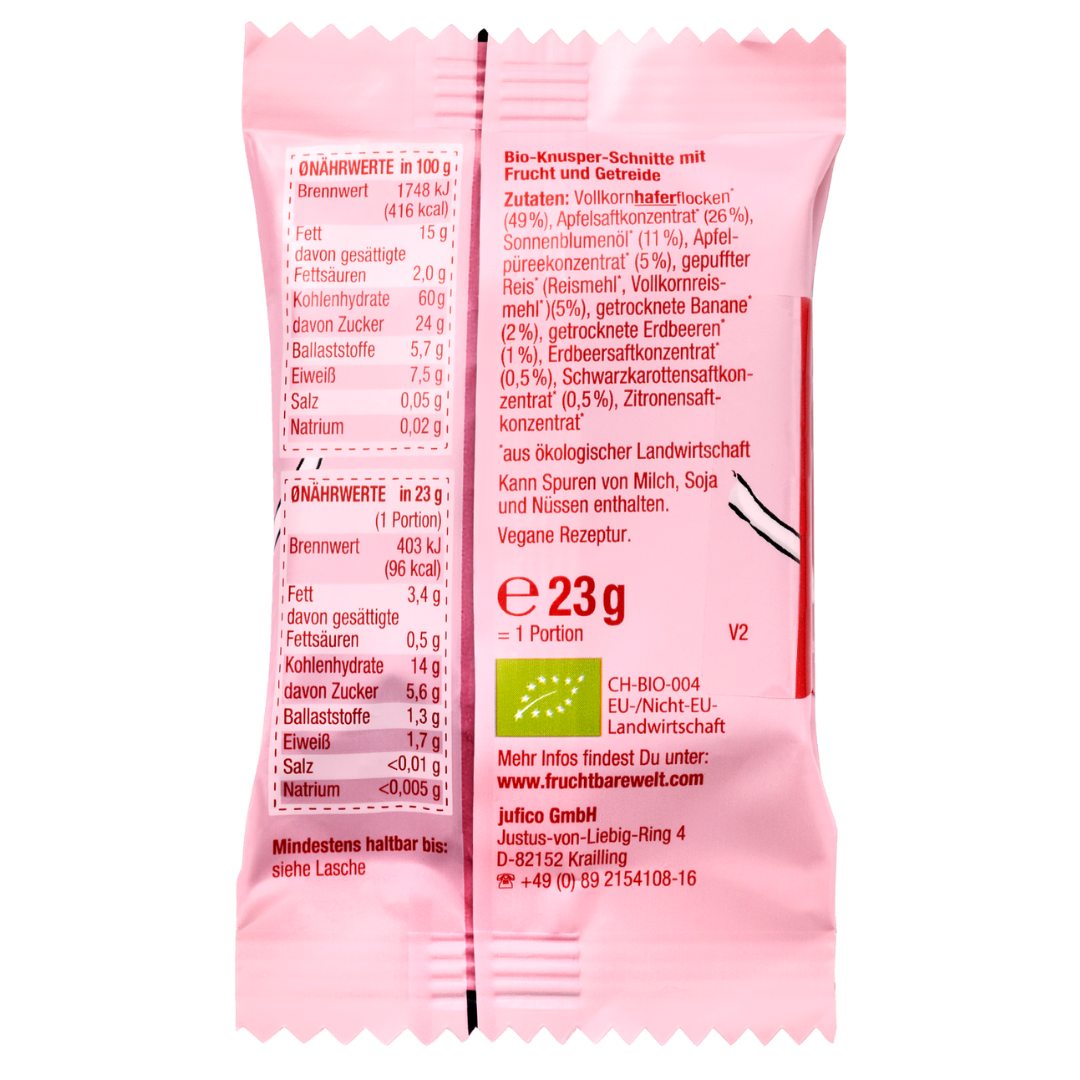 ØNÄHRWERTE in 100 g
Brennwert 1748 kJ
(416 kcal)
Fett 15 g
davon gesättigte
Fettsäuren 2,0 g
Kohlenhydrate 60g
davon Zucker 24 g
Ballaststoffe 5,7 g
Eiweiß 7,5 g
Salz 0,05 g
Natrium 0,02 g
ØNÄHRWERTE in 23 g
(1 Portion)
Brennwert 403 kJ
(96 kcal)
Fett 3,4 g
davon gesättigte
Fettsäuren 0,5 g
Kohlenhydrate 14 g
davon Zucker 5,6 g
Ballaststoffe 1,3 g
Eiweiß 1,7 g
Salz <0,01 g
Natrium <0,005 g
Mindestens haltbar bis:
siehe Lasche
Bio-Knusper-Schnitte mit
Frucht und Getreide
Zutaten: Vollkornhaferflocken*
(49%), Apfelsaftkonzentrat* (26%),
Sonnenblumenöl* (11%), Apfel-
püreekonzentrat* (5%), gepuffter
Reis* (Reismehl*, Vollkornreis-
mehl*)(5%), getrocknete Banane*
(2%), getrocknete Erdbeeren*
(1%), Erdbeersaftkonzentrat*
(0,5%), Schwarzkarottensaftkon-
zentrat* (0,5%), Zitronensaft-
konzentrat*
*aus ökologischer Landwirtschaft
Kann Spuren von Milch, Soja
und Nüssen enthalten.
Vegane Rezeptur.
℮ 23 g
= 1 Portion
V2
CH-BIO-004
EU-/Nicht-EU-
Landwirtschaft
Mehr Infos findest Du unter:
www.fruchtbarewelt.com
jufico GmbH
Justus-von-Liebig-Ring 4
D-82152 Krailling
☎ +49 (0) 89 2154108-16